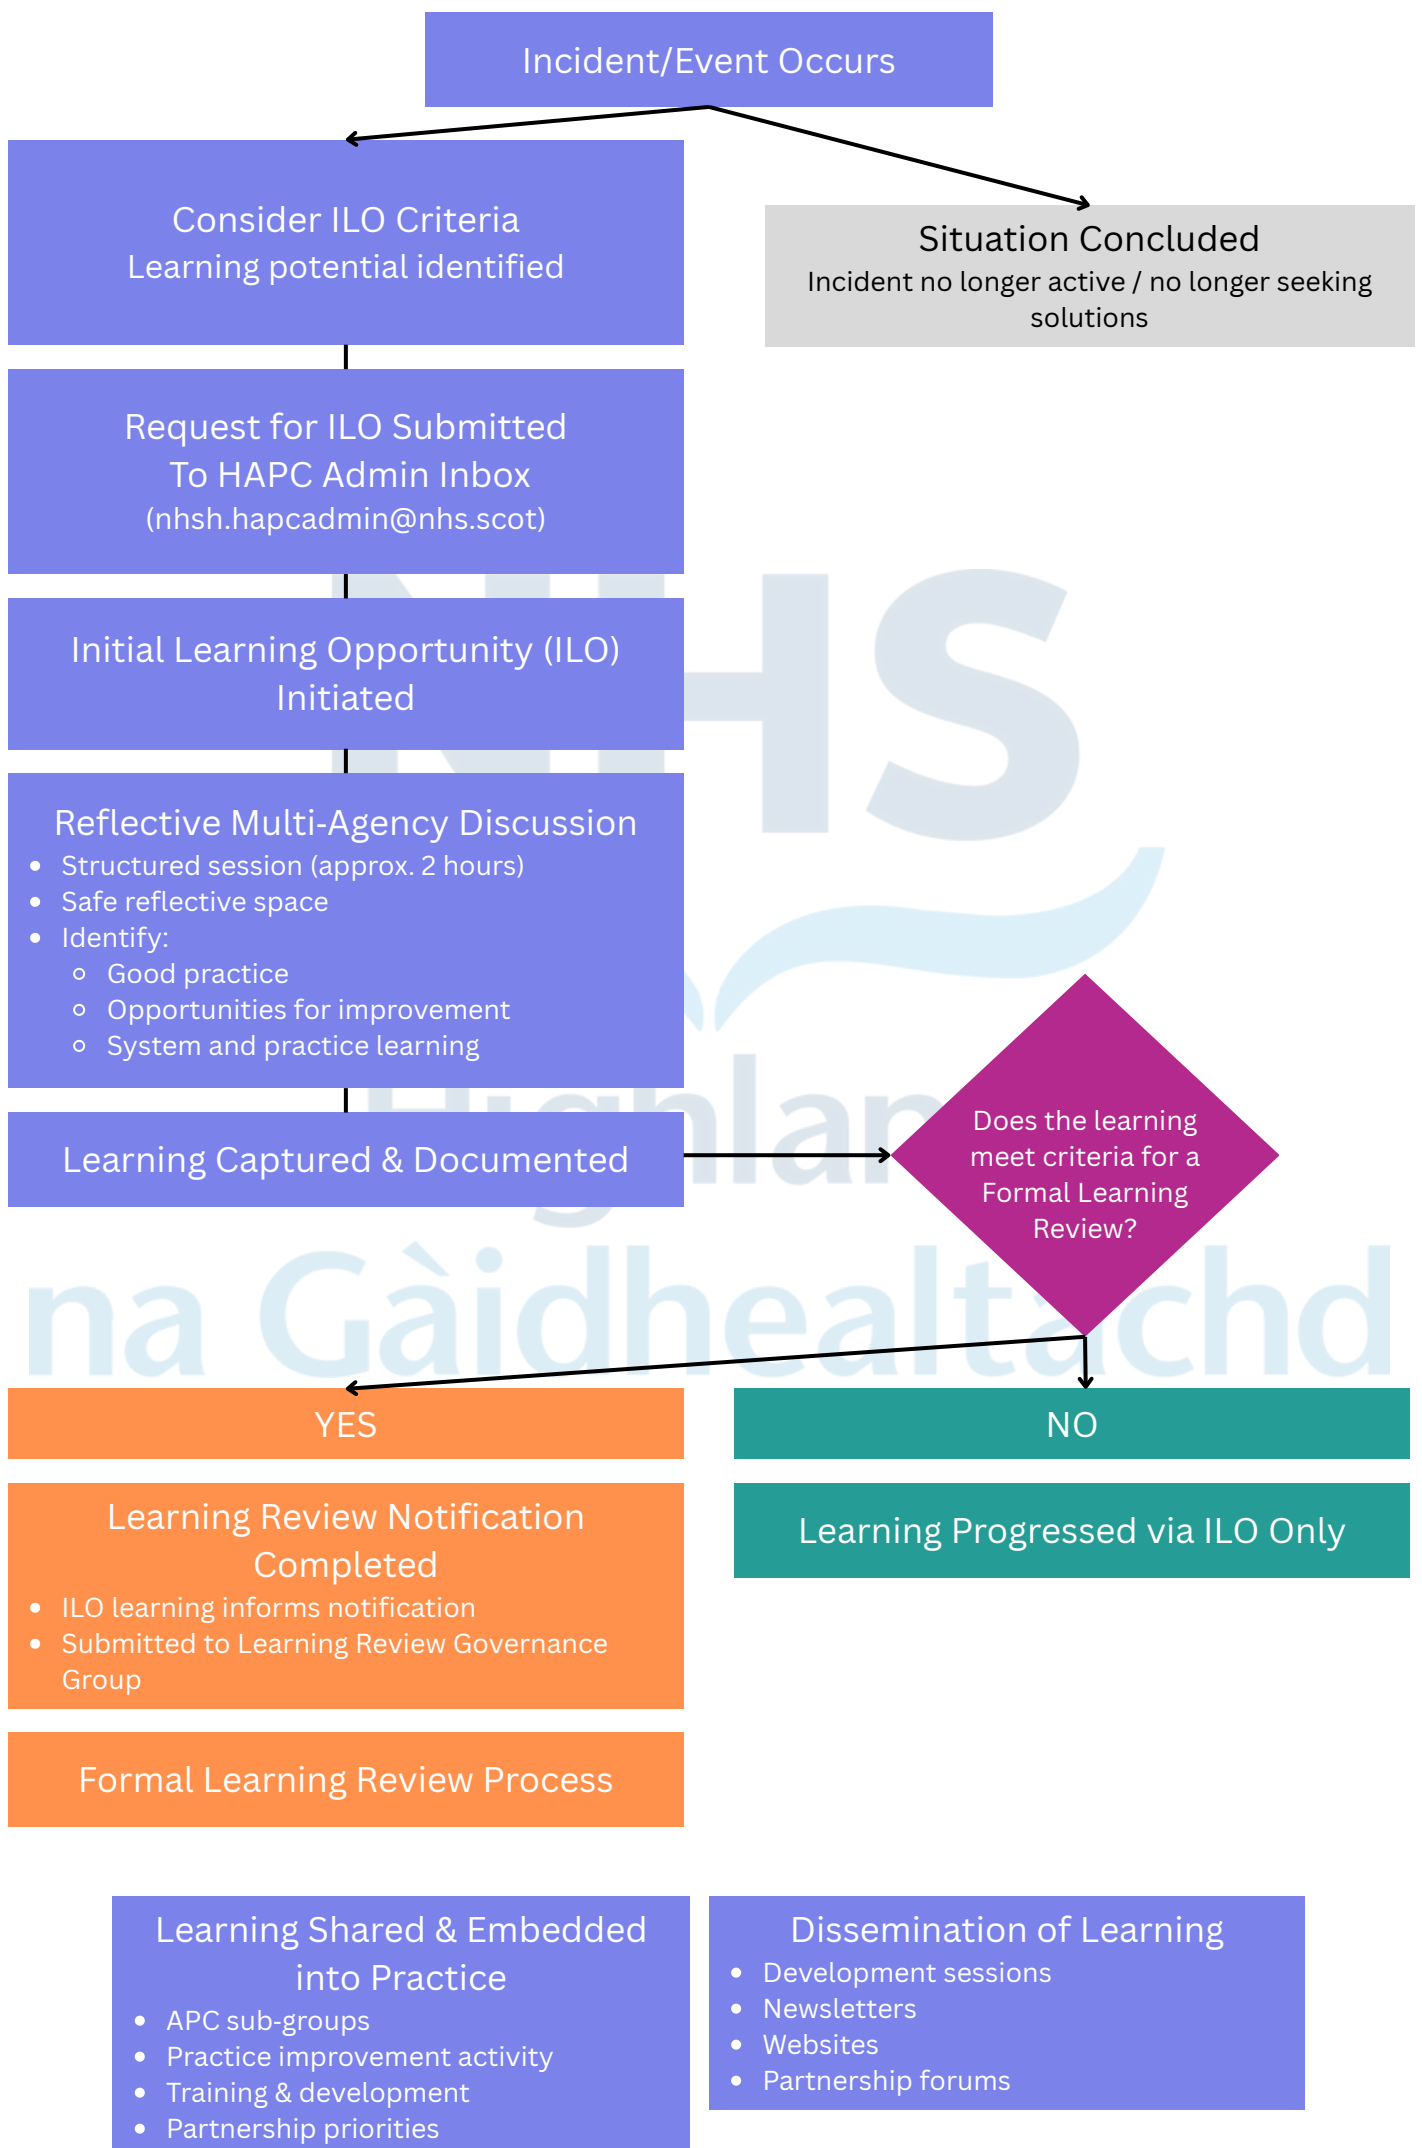 Incident/Event Occurs
Consider ILO Criteria
Learning potential identified
Situation Concluded
Incident no longer active / no longer seeking
solutions
Request for ILO Submitted
To HAPC Admin Inbox
(nhsh.hapcadmin@nhs.scot)
Initial Learning Opportunity (ILO)
Initiated
NHS
Reflective Multi-Agency Discussion
• Structured session (approx. 2 hours)
• Safe reflective space
• Identify:
◦ Good practice
◦ Opportunities for improvement
◦ System and practice learning
Learning Captured & Documented
Does the learning
meet criteria for a
Formal Learning
Review?
na Gàidhealtachd
YES
NO
Learning Review Notification
Completed
• ILO learning informs notification
• Submitted to Learning Review Governance
Group
Learning Progressed via ILO Only
Formal Learning Review Process
Learning Shared & Embedded
into Practice
• APC sub-groups
• Practice improvement activity
• Training & development
• Partnership priorities
Dissemination of Learning
• Development sessions
• Newsletters
• Websites
• Partnership forums